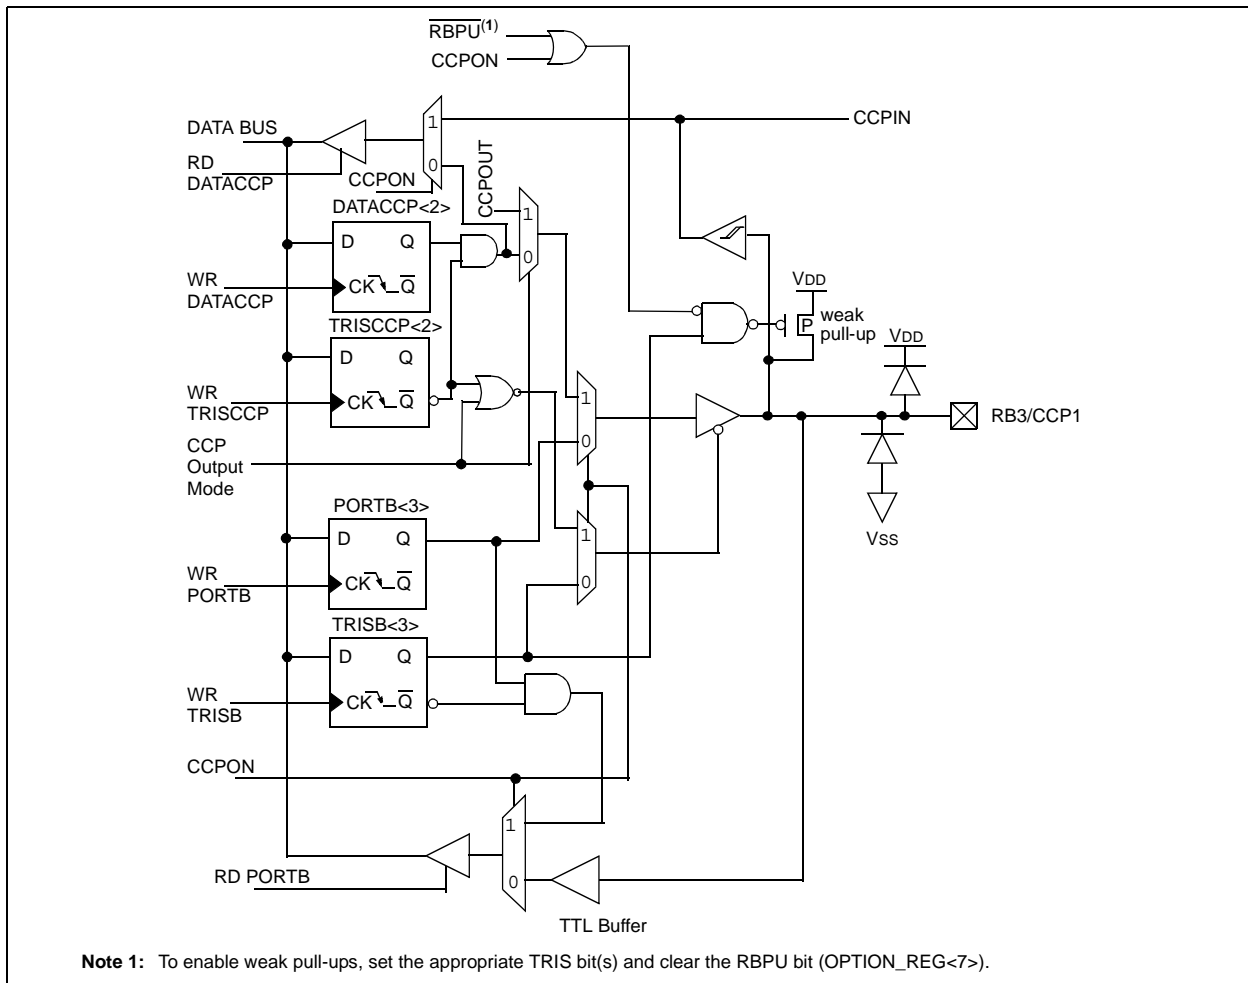 RBPU(1)
CCPON
DATA BUS
1
CCPIN
RD
DATACCP
0
CCPON
CCPOUT
DATACCP<2>
1
D Q
0
WR
DATACCP
CK Q
VDD
TRISCCP<2>
P
weak
pull-up
VDD
D Q
WR
TRISCCP
CK Q
1
RB3/CCP1
CCP
Output
Mode
0
PORTB<3>
D Q
1
VSS
WR
PORTB
CK Q
0
TRISB<3>
D Q
WR
TRISB
CK Q
CCPON
1
RD PORTB
0
TTL Buffer
Note 1: To enable weak pull-ups, set the appropriate TRIS bit(s) and clear the RBPU bit (OPTION_REG<7>).